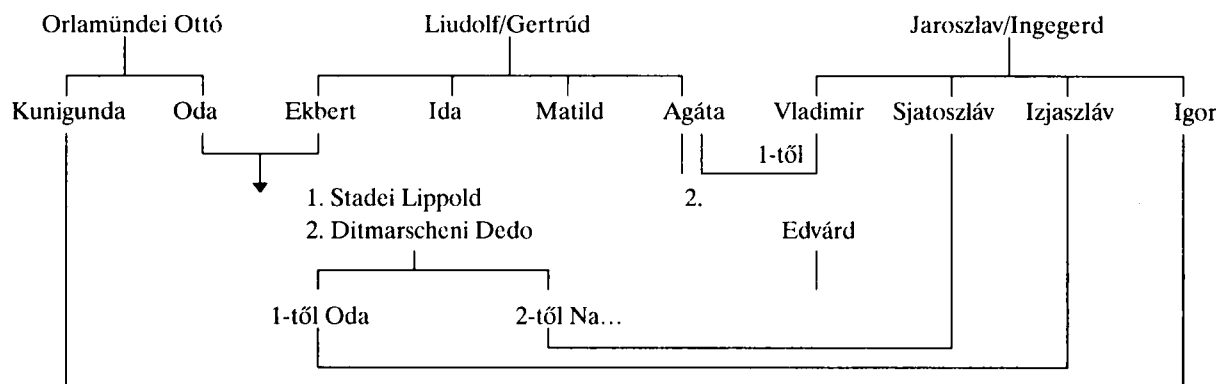 Orlamündei Ottó Liudolf/Gertrúd Jaroszlav/Ingegerd
Kunigunda Oda Ekbert Ida Matild Agáta Vladimir Sjatoszláv Izjaszláv Igor
1-től
1. Stadei Lippold 2.
2. Ditmarscheni Dedo Edvárd
1-től Oda 2-től Na...